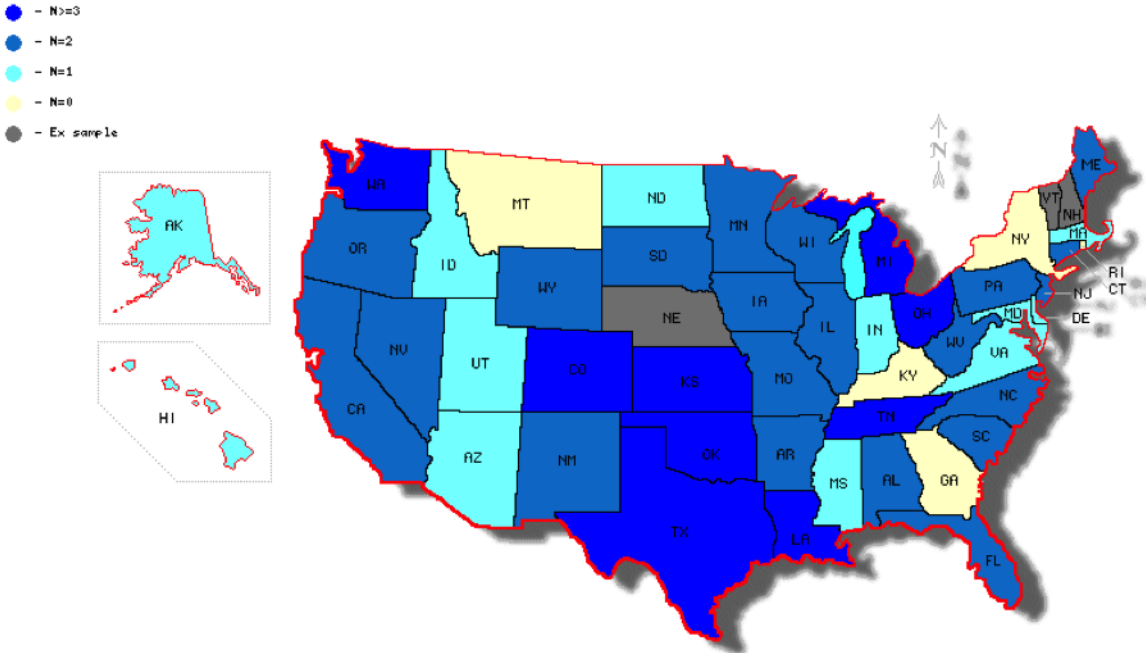 - N>=3
- N=2
- N=1
- N=0
- Ex sample
N
ME
WA
VT
NH
AK
MT
ND
MN
MA
OR
WI
NY
ID
SD
MI
RI
WY
PA
CT
IA
NJ
NE
OH
MD
DE
NV
IL
IN
WV
UT
VA
CO
KS
MO
KY
CA
NC
HI
TN
SC
AZ
NM
OK
AR
MS
AL
GA
TX
LA
FL